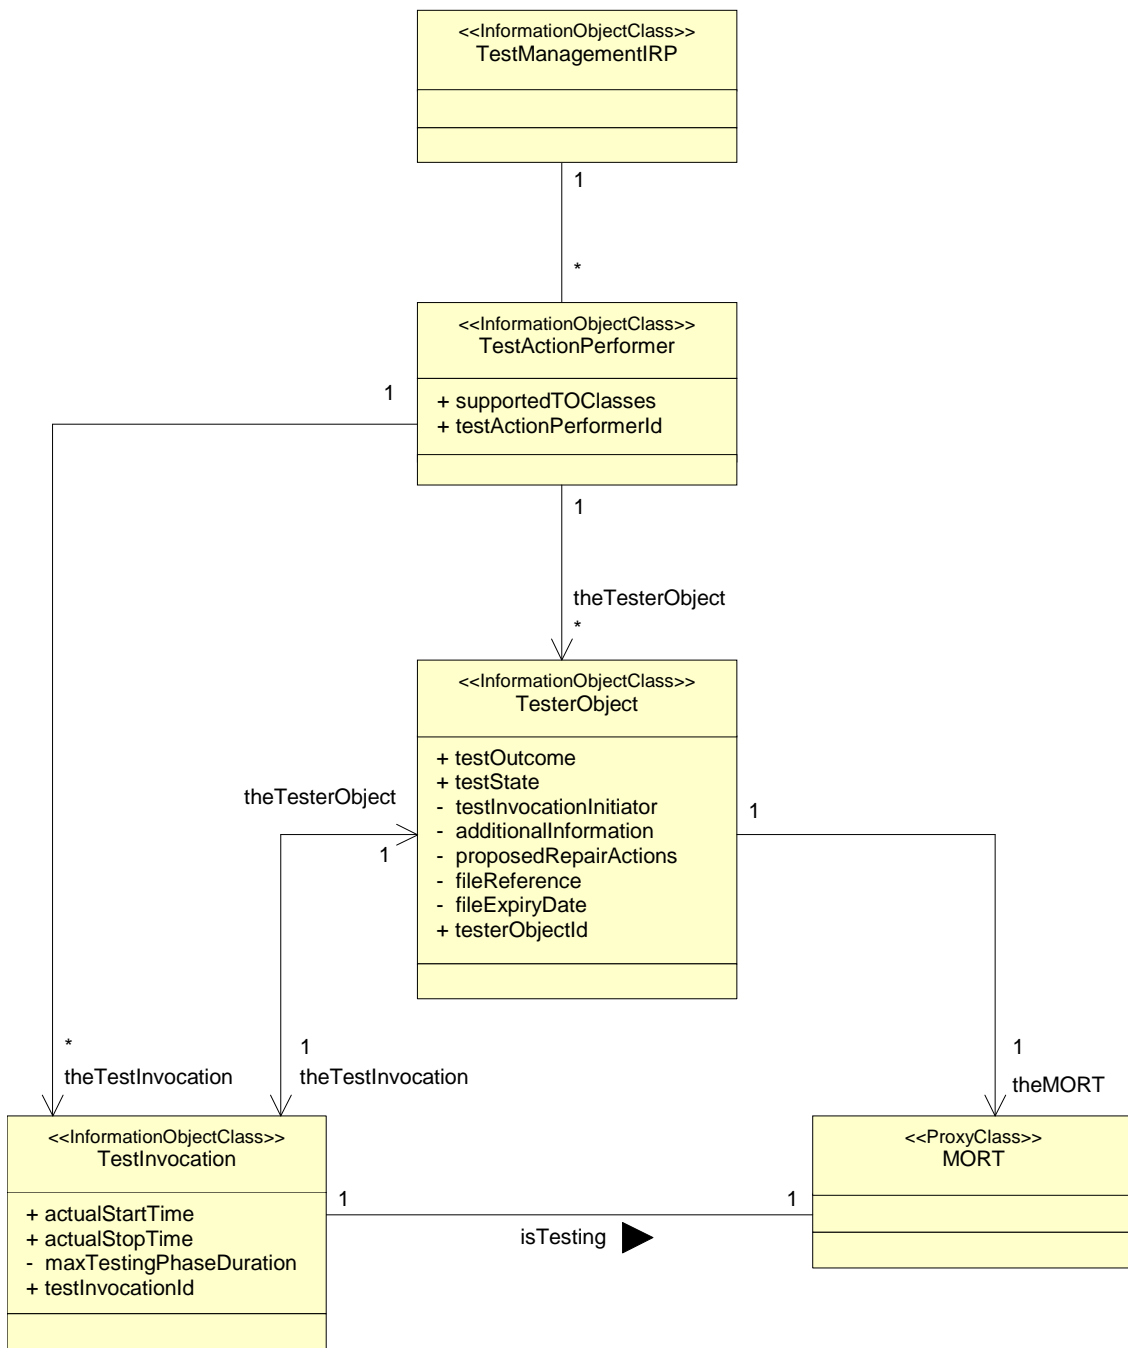 <<InformationObjectClass>>
TestManagementIRP
1
*
<<InformationObjectClass>>
TestActionPerformer
1
+ supportedTOClasses
+ testActionPerformerId
1
theTesterObject
*
<<InformationObjectClass>>
TesterObject
+ testOutcome
+ testState
- testInvocationInitiator
- additionalInformation
- proposedRepairActions
- fileReference
- fileExpiryDate
+ testerObjectId
theTesterObject
1
1
*
theTestInvocation
1
theTestInvocation
1
theMORT
<<InformationObjectClass>>
TestInvocation
+ actualStartTime
+ actualStopTime
- maxTestingPhaseDuration
+ testInvocationId
1
isTesting
1
<<ProxyClass>>
MORT